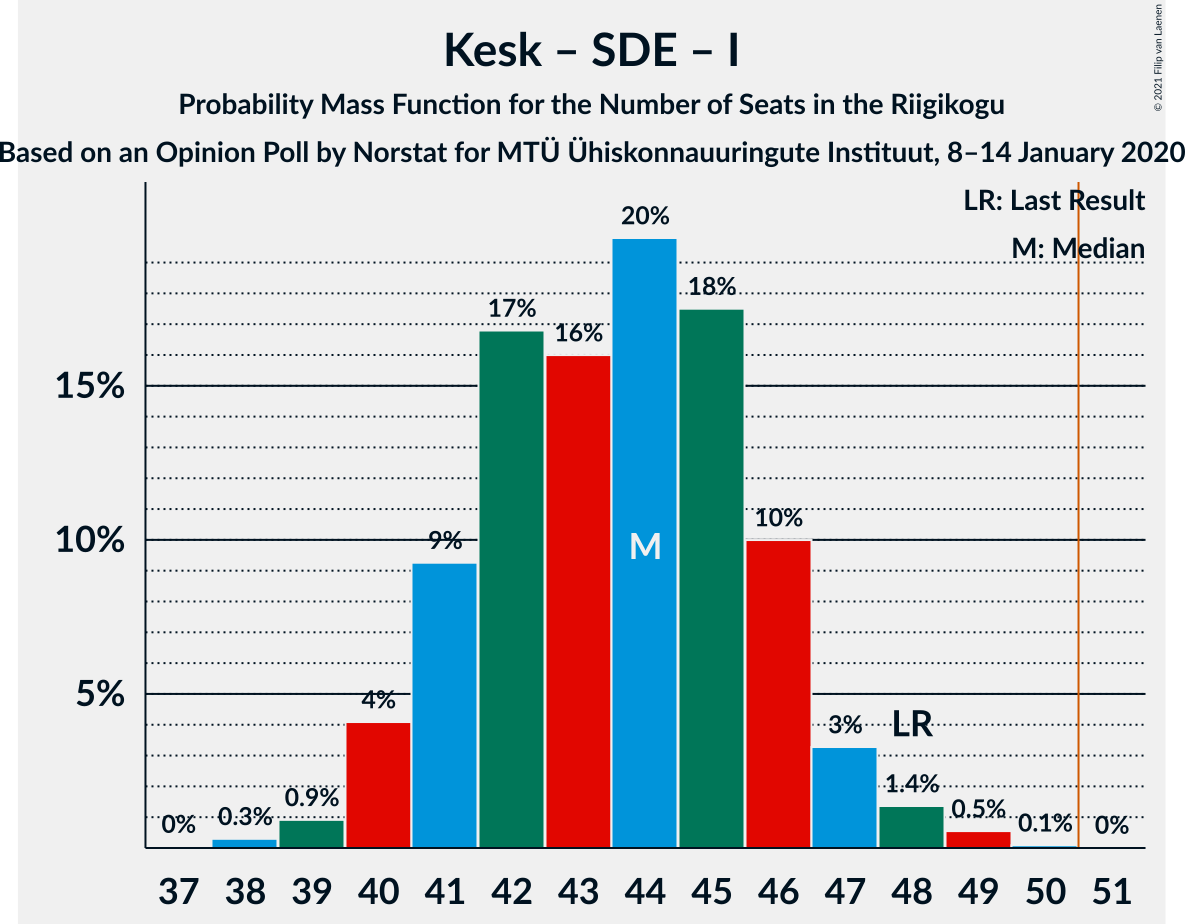 Kesk – SDE – I
Probability Mass Function for the Number of Seats in the Riigikogu
Based on an Opinion Poll by Norstat for MTÜ Ühiskonnauuringute Instituut, 8–14 January 2020
© 2021 Filip van Laenen
LR: Last Result
M: Median
20%
18%
17%
16%
15%
10%
10%
9%
M
5%
4%
3%
LR
1.4%
0.9%
0.5%
0.3%
0.1%
0%
0%
37 38 39 40 41 42 43 44 45 46 47 48 49 50 51